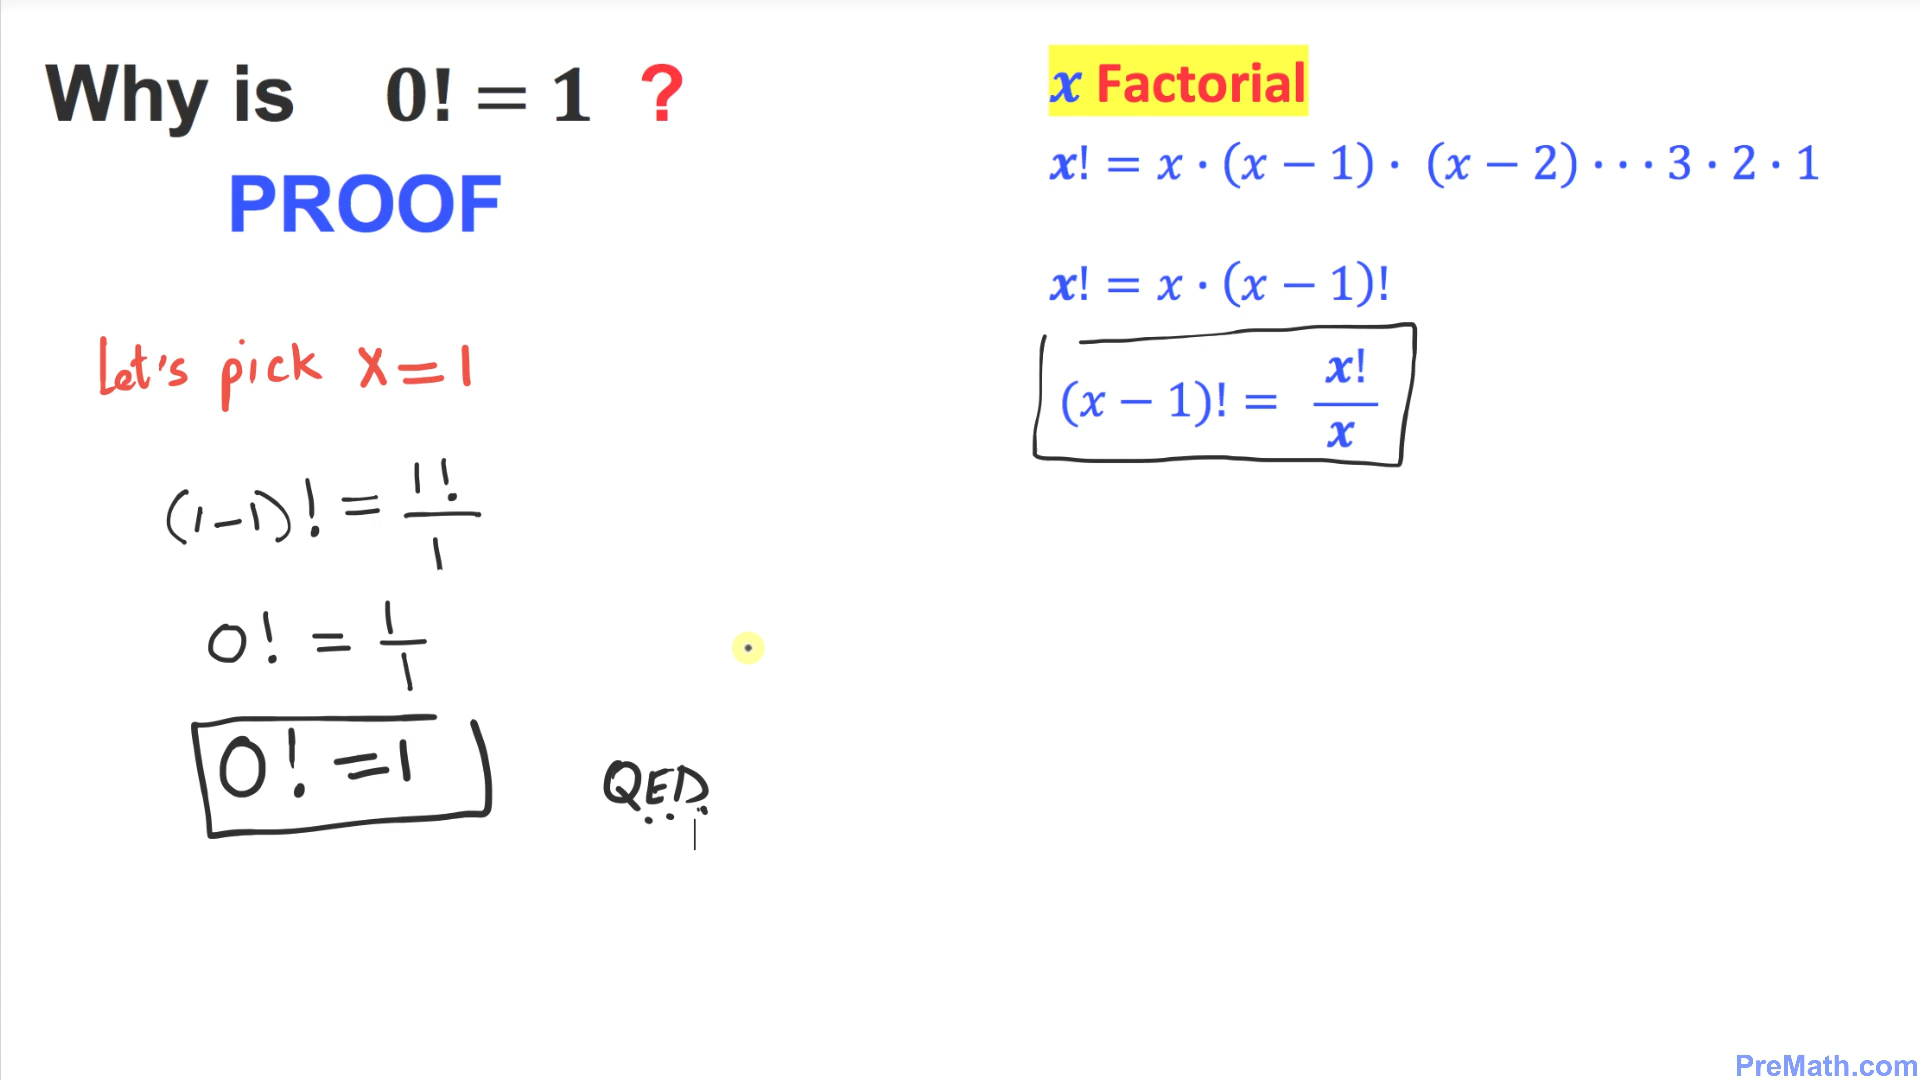 Why is 0! = 1 ?
PROOF
Let's pick x = 1
(1-1)! = 1!/1
0! = 1/1
0! = 1
QED
x Factorial
x! = x · (x − 1) · (x − 2) · · · 3 · 2 · 1
x! = x · (x − 1)!
(x − 1)! = x!/x
PreMath.com